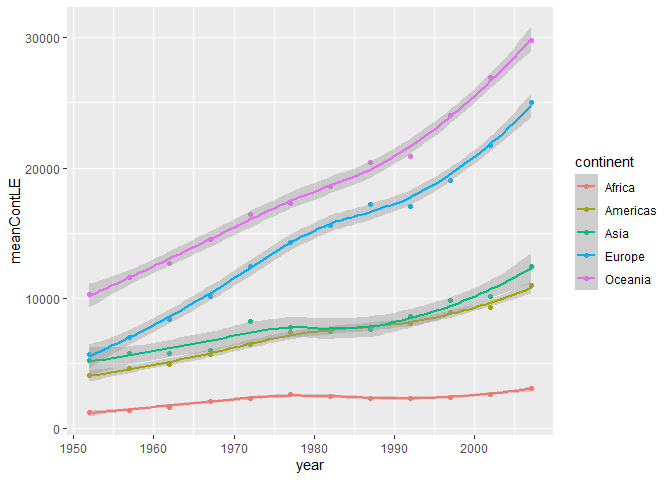 30000
20000
10000
0
meanContLE
1950
1960
1970
1980
1990
2000
year
continent
Africa
Americas
Asia
Europe
Oceania